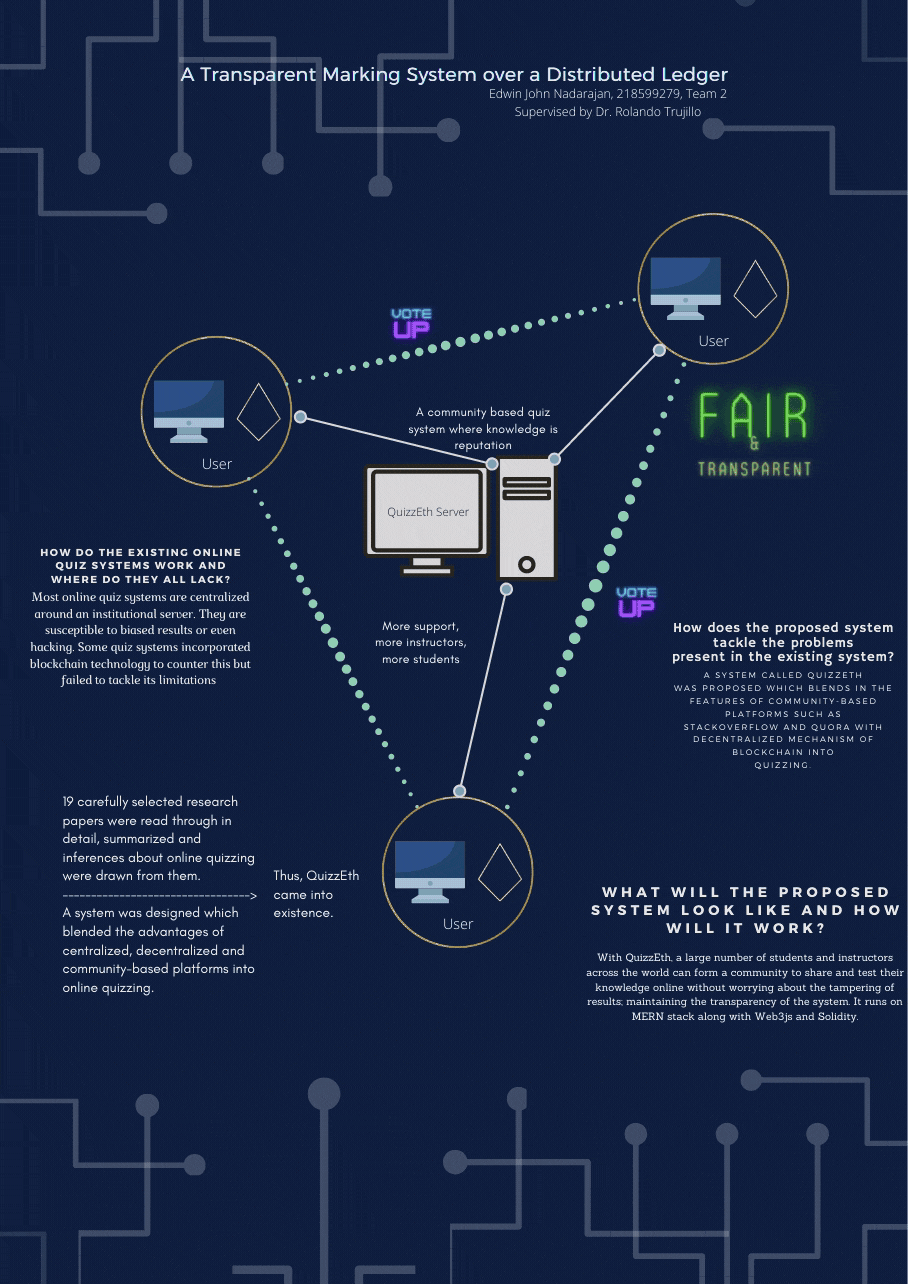 A Transparent Marking System over a Distributed Ledger
Edwin John Nadarajan, 218599279, Team 2
Supervised by Dr. Rolando Trujillo
User
VOTE
UP
User
FAIR
&
TRANSPARENT
A community based quiz
system where knowledge is
reputation
QuizzEth Server
HOW DO THE EXISTING ONLINE
QUIZ SYSTEMS WORK AND
WHERE DO THEY ALL LACK?
Most online quiz systems are centralized
around an institutional server. They are
susceptible to biased results or even
hacking. Some quiz systems incorporated
blockchain technology to counter this but
failed to tackle its limitations
VOTE
UP
More support,
more instructors,
more students
How does the proposed system
tackle the problems
present in the existing system?
A SYSTEM CALLED QUIZZETH
WAS PROPOSED WHICH BLENDS IN THE
FEATURES OF COMMUNITY-BASED
PLATFORMS SUCH AS
STACKOVERFLOW AND QUORA WITH
DECENTRALIZED MECHANISM OF
BLOCKCHAIN INTO
QUIZZING.
19 carefully selected research
papers were read through in
detail, summarized and
inferences about online quizzing
were drawn from them.
--------------------------------->
A system was designed which
blended the advantages of
centralized, decentralized and
community-based platforms into
online quizzing.
Thus, QuizzEth
came into
existence.
User
WHAT WILL THE PROPOSED
SYSTEM LOOK LIKE AND HOW
WILL IT WORK?
With QuizzEth, a large number of students and instructors
across the world can form a community to share and test their
knowledge online without worrying about the tampering of
results; maintaining the transparency of the system. It runs on
MERN stack along with Web3js and Solidity.